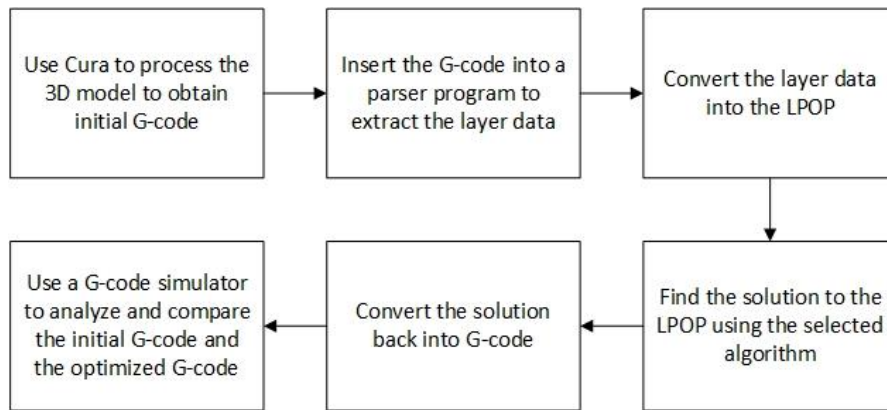 Use Cura to process the
3D model to obtain
initial G-code
Insert the G-code into a
parser program to
extract the layer data
Convert the layer data
into the LPOP
Find the solution to the
LPOP using the selected
algorithm
Convert the solution
back into G-code
Use a G-code simulator
to analyze and compare
the initial G-code and
the optimized G-code